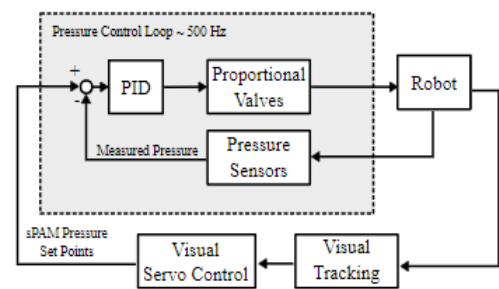 Pressure Control Loop ~ 500 Hz
+
-
PID
Proportional
Valves
Robot
Measured Pressure
Pressure
Sensors
sPAM Pressure
Set Points
Visual
Servo Control
Visual
Tracking